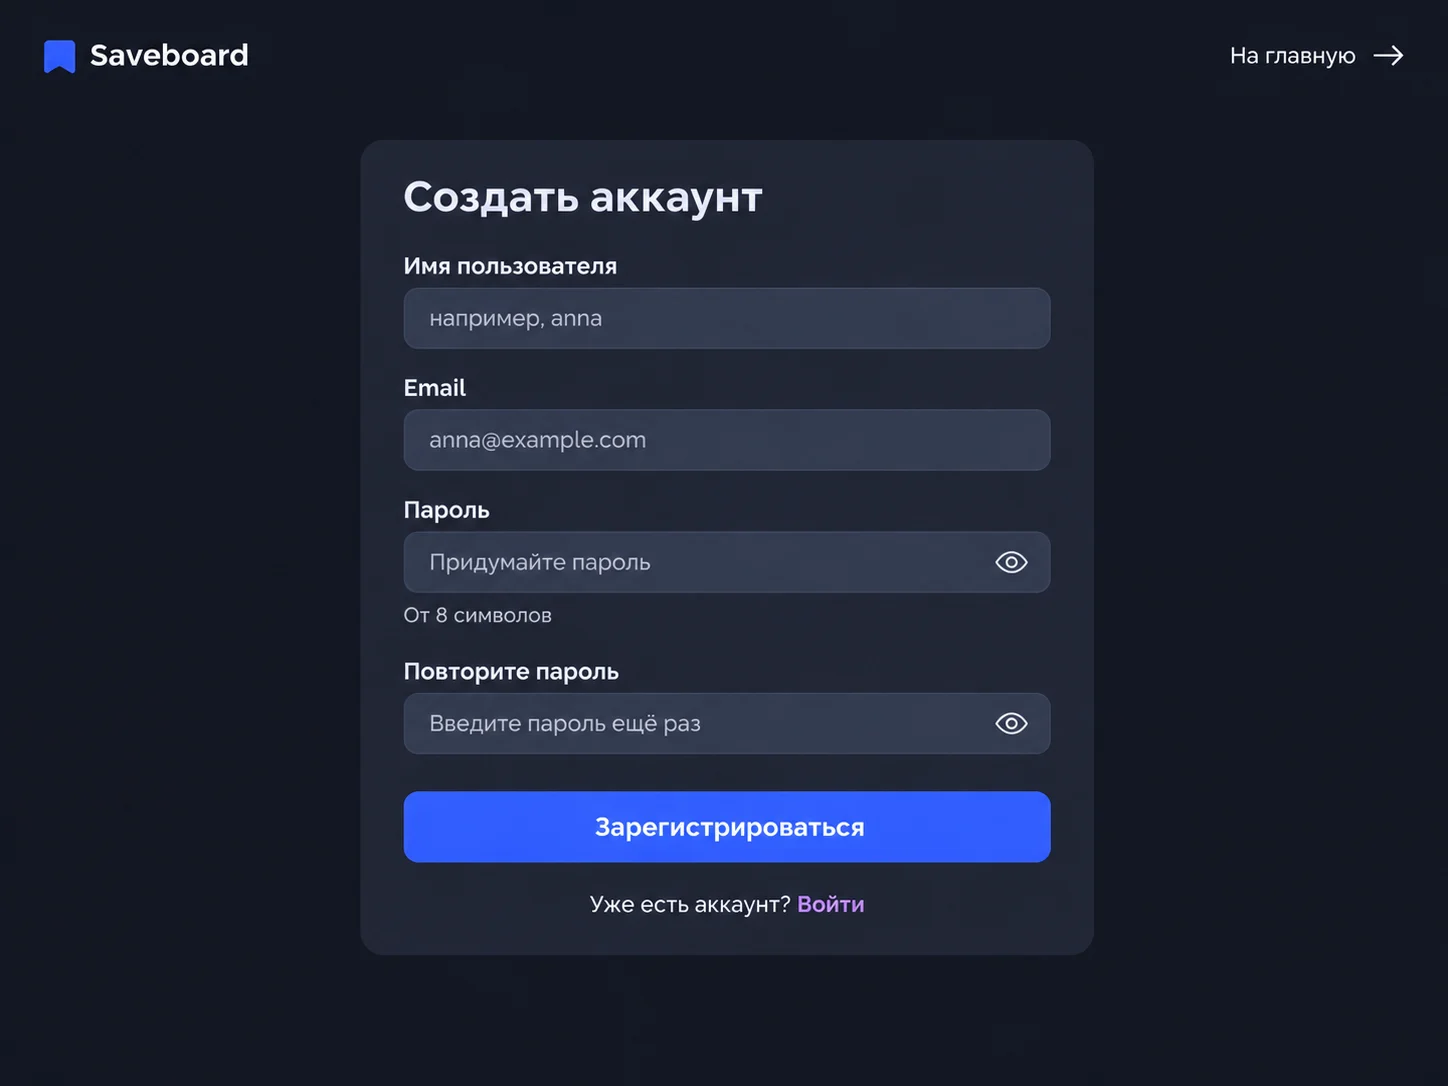 Saveboard
На главную
Создать аккаунт
Имя пользователя
например, anna
Email
anna@example.com
Пароль
Придумайте пароль
От 8 символов
Повторите пароль
Введите пароль ещё раз
Зарегистрироваться
Уже есть аккаунт? Войти